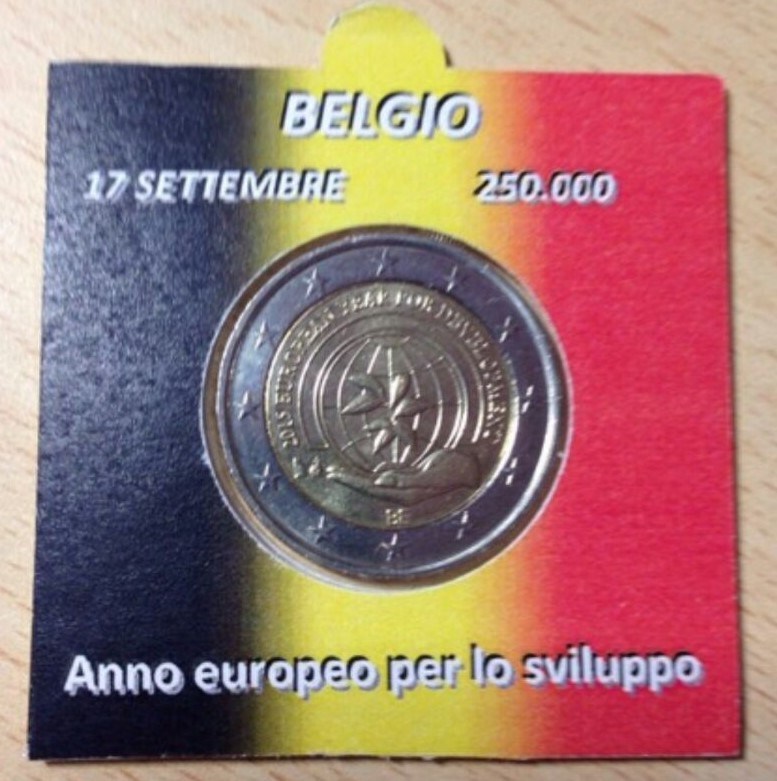 BELGIO
17 SETTEMBRE 250.000
2015 EUROPEAN YEAR FOR DEVELOPMENT
BE
Anno europeo per lo sviluppo